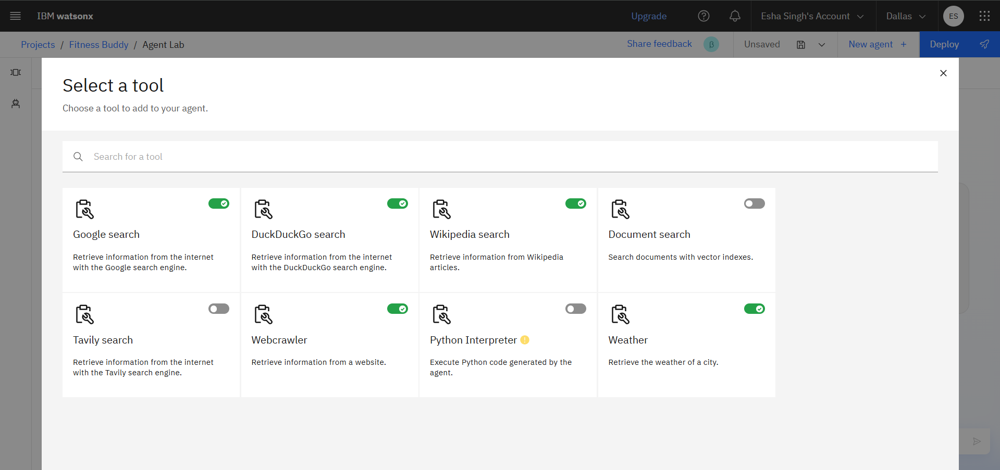 IBM watsonx
Upgrade
Esha Singh's Account
Dallas
ES
Projects / Fitness Buddy / Agent Lab
Share feedback
β
Unsaved
New agent +
Deploy
Select a tool
Choose a tool to add to your agent.
Search for a tool
Google search
Retrieve information from the internet
with the Google search engine.
DuckDuckGo search
Retrieve information from the internet
with the DuckDuckGo search engine.
Wikipedia search
Retrieve information from Wikipedia
articles.
Document search
Search documents with vector indexes.
Tavily search
Retrieve information from the internet
with the Tavily search engine.
Webcrawler
Retrieve information from a website.
Python Interpreter
Execute Python code generated by the
agent.
Weather
Retrieve the weather of a city.